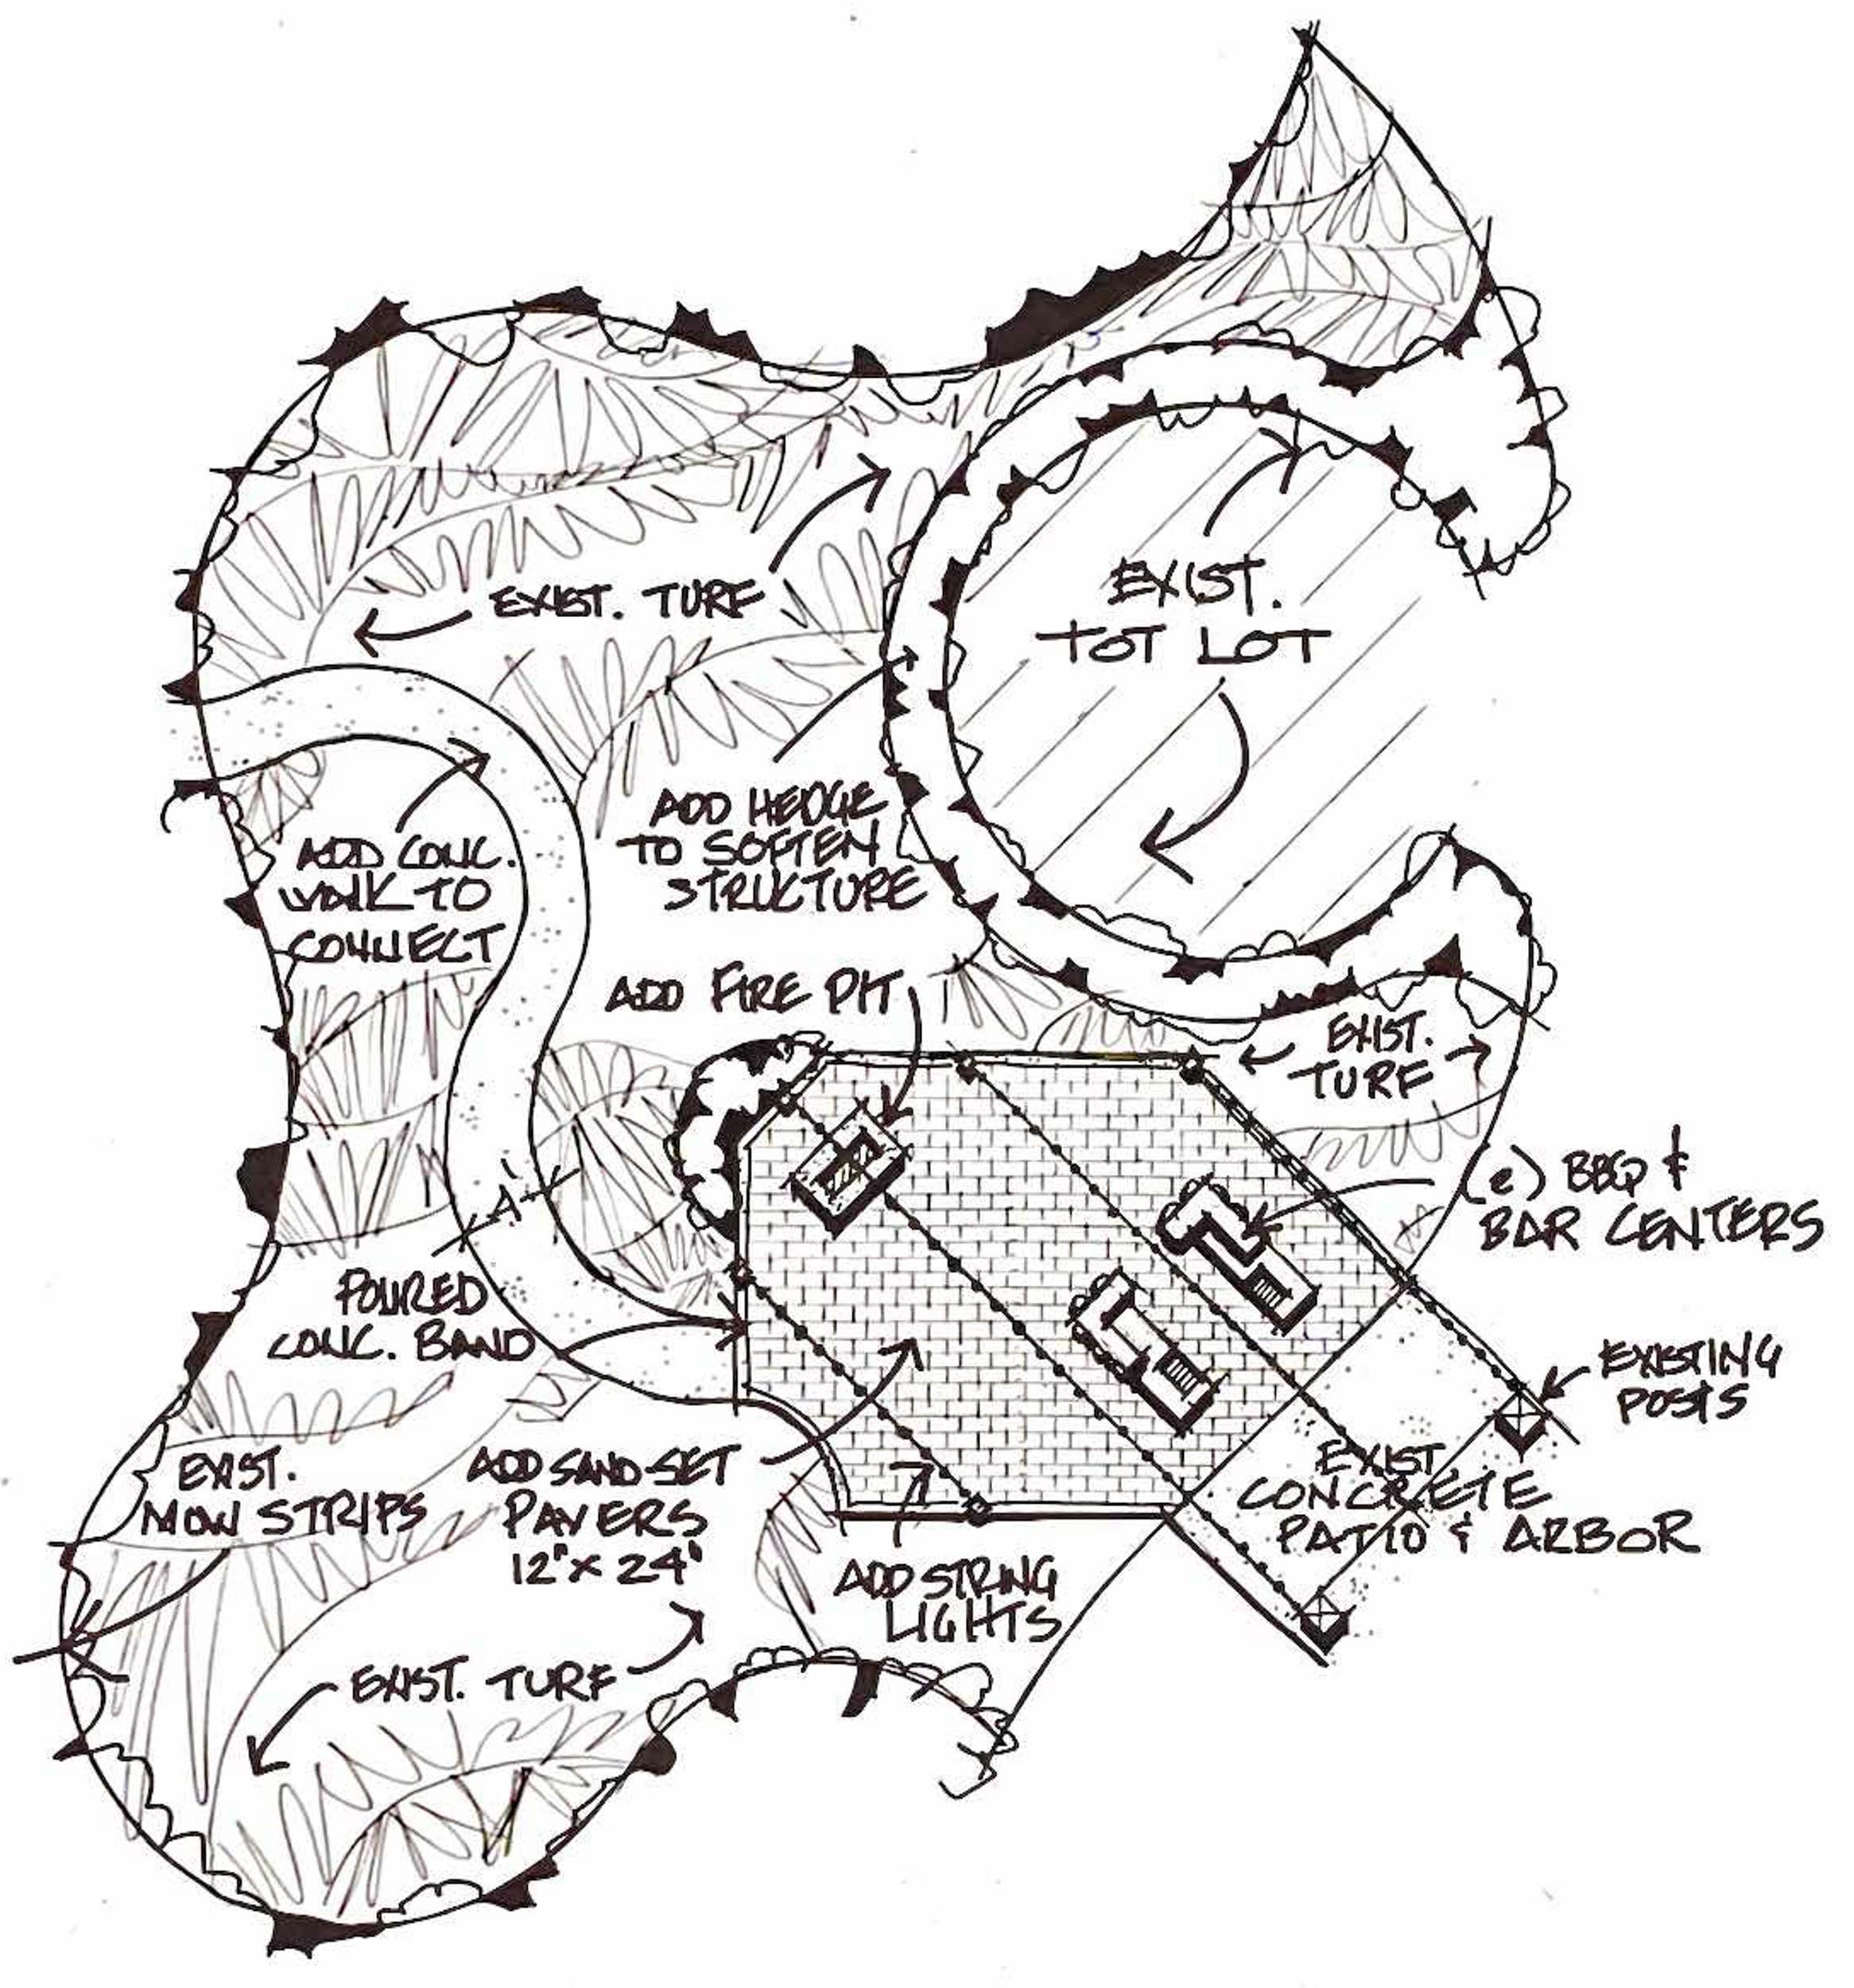 EXIST. TURF
EXIST.
TOT LOT
ADD HEDGE
TO SOFTEN
STRUCTURE
ADD CONC.
WALK TO
CONNECT
ADD FIRE PIT
EXIST.
TURF
(e) BBQ &
BAR CENTERS
4'
POURED
CONC. BAND
EXISTING
POSTS
EXIST.
MOW STRIPS
ADD SAND-SET
PAVERS
12"x 24"
EXIST
CONCRETE
PATIO & ARBOR
ADD STRING
LIGHTS
EXIST. TURF